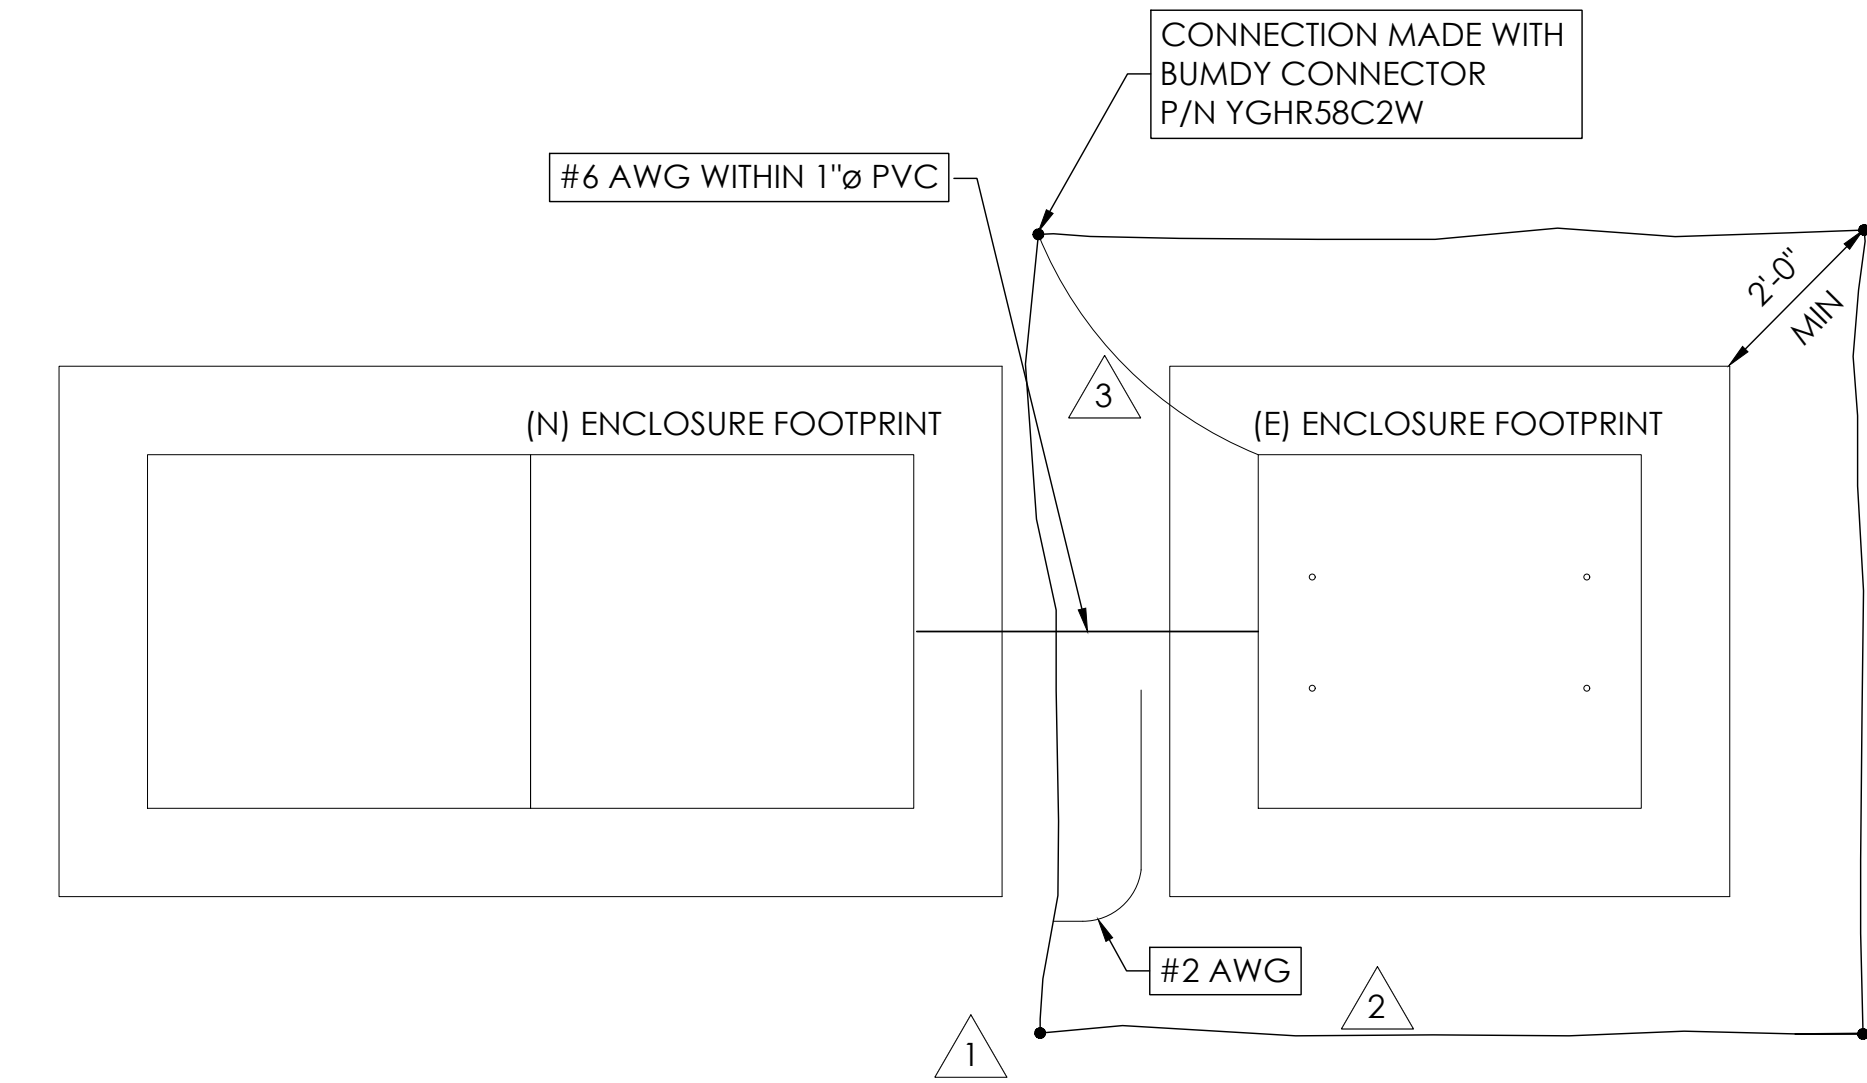 CONNECTION MADE WITH
BUMDY CONNECTOR
P/N YGHR58C2W
#6 AWG WITHIN 1"ø PVC
2'-0"
MIN
3
(N) ENCLOSURE FOOTPRINT
(E) ENCLOSURE FOOTPRINT
#2 AWG
2
1